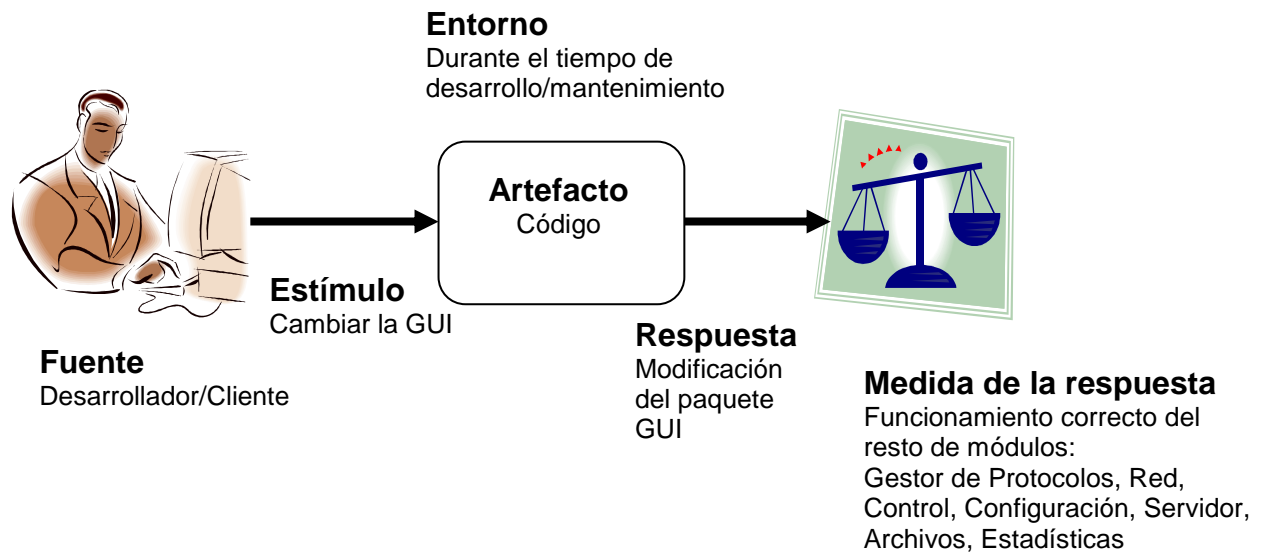 Entorno
Durante el tiempo de
desarrollo/mantenimiento
Artefacto
Código
Estímulo
Cambiar la GUI
Fuente
Desarrollador/Cliente
Respuesta
Modificación
del paquete
GUI
Medida de la respuesta
Funcionamiento correcto del
resto de módulos:
Gestor de Protocolos, Red,
Control, Configuración, Servidor,
Archivos, Estadísticas